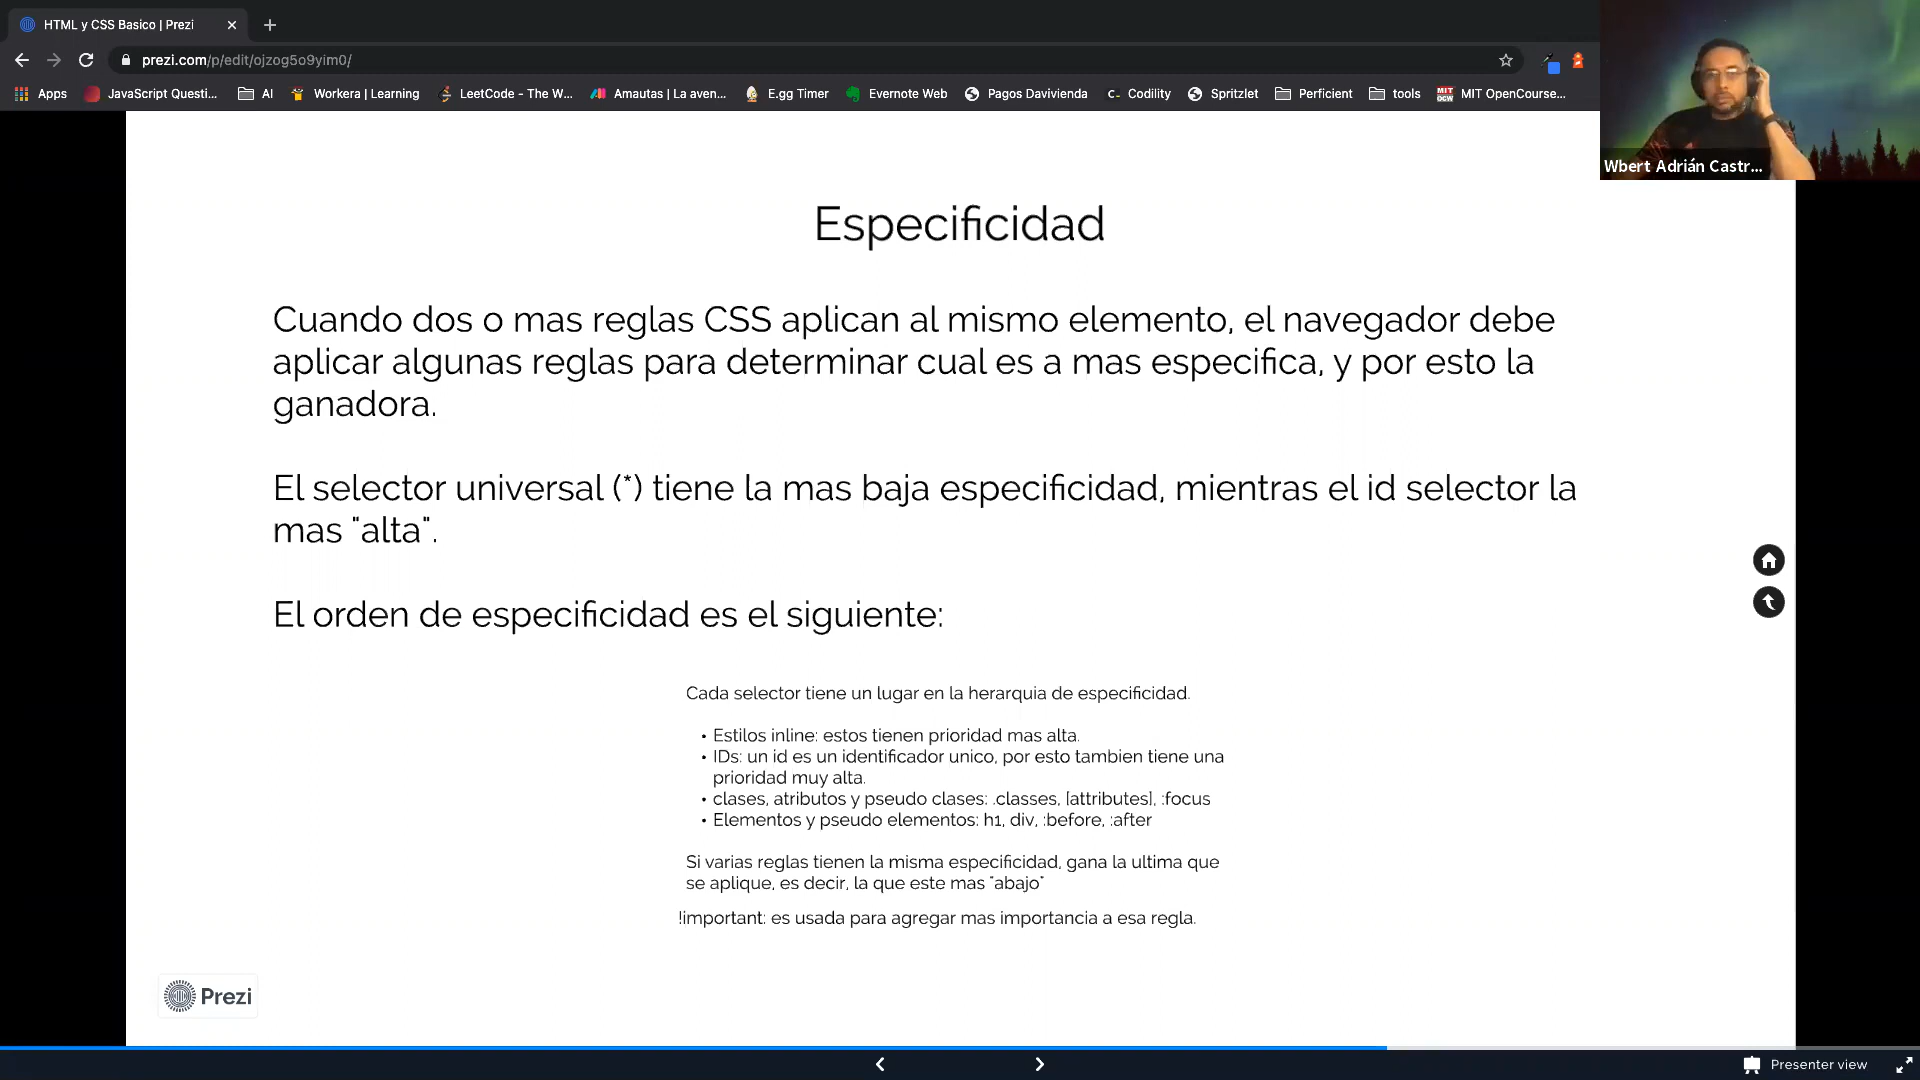 HTML y CSS Basico | Prezi
prezi.com/p/edit/ojzog5o9yim0/
Apps
JavaScript Questi...
AI
Workera | Learning
LeetCode - The W...
Amautas | La aven...
E.gg Timer
Evernote Web
Pagos Davivienda
Codility
Spritzlet
Perficient
tools
MIT OpenCourse...
Wbert Adrián Castr...
Especificidad
Cuando dos o mas reglas CSS aplican al mismo elemento, el navegador debe
aplicar algunas reglas para determinar cual es a mas especifica, y por esto la
ganadora.
El selector universal (*) tiene la mas baja especificidad, mientras el id selector la
mas "alta".
El orden de especificidad es el siguiente:
Cada selector tiene un lugar en la herarquia de especificidad.
• Estilos inline: estos tienen prioridad mas alta.
• IDs: un id es un identificador unico, por esto tambien tiene una
prioridad muy alta.
• clases, atributos y pseudo clases: .classes, [attributes], :focus
• Elementos y pseudo elementos: h1, div, :before, :after
Si varias reglas tienen la misma especificidad, gana la ultima que
se aplique, es decir, la que este mas "abajo"
!important: es usada para agregar mas importancia a esa regla.
Prezi
Presenter view